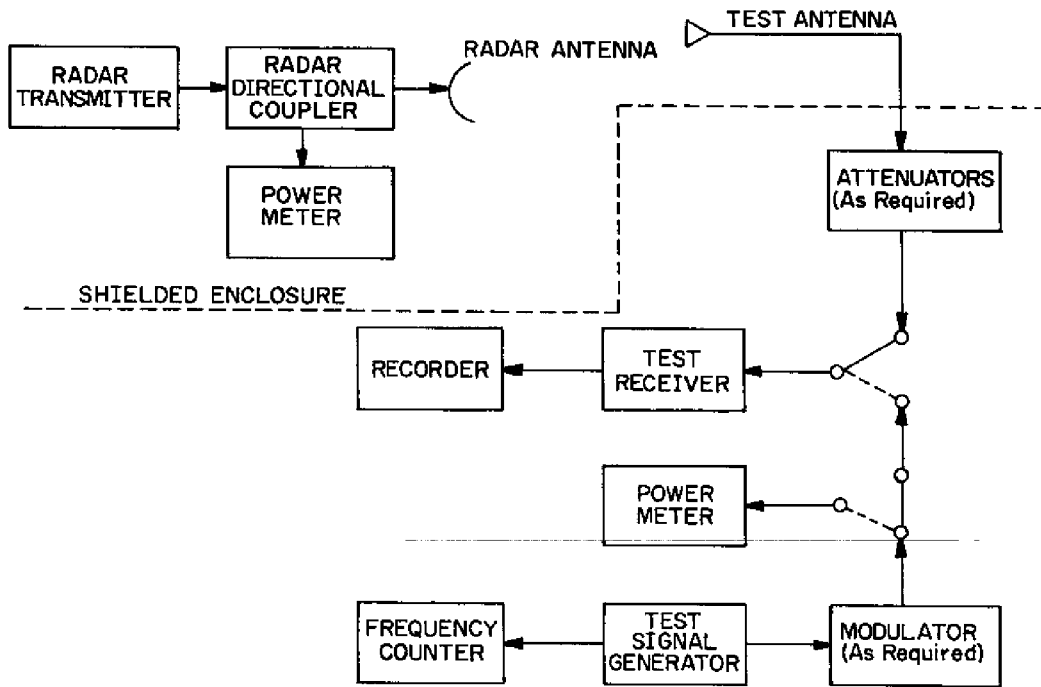 TEST ANTENNA
RADAR ANTENNA
RADAR
TRANSMITTER
RADAR
DIRECTIONAL
COUPLER
POWER
METER
ATTENUATORS
(As Required)
SHIELDED ENCLOSURE
RECORDER
TEST
RECEIVER
POWER
METER
FREQUENCY
COUNTER
TEST
SIGNAL
GENERATOR
MODULATOR
(As Required)